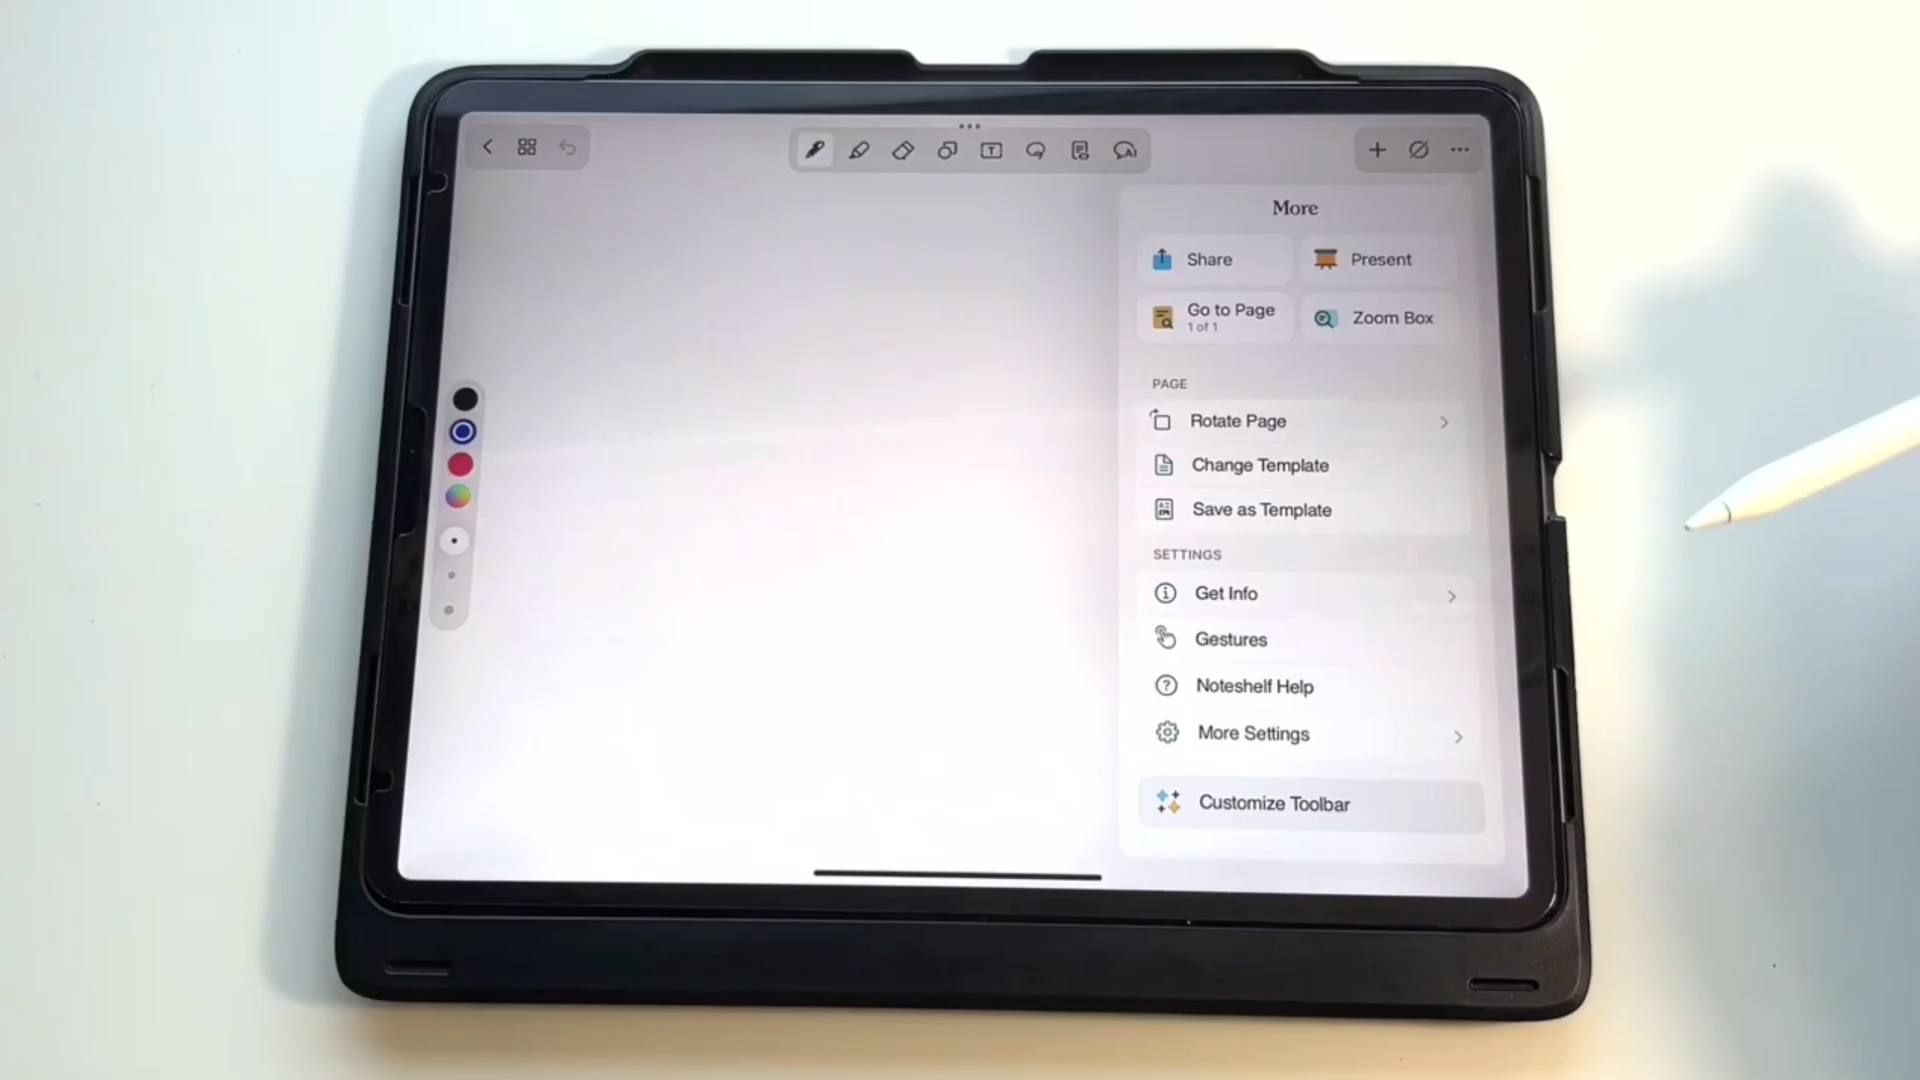 T
AI
More
Share
Present
Go to Page
1 of 1
Zoom Box
PAGE
Rotate Page
Change Template
Save as Template
SETTINGS
Get Info
Gestures
Noteshelf Help
More Settings
Customize Toolbar